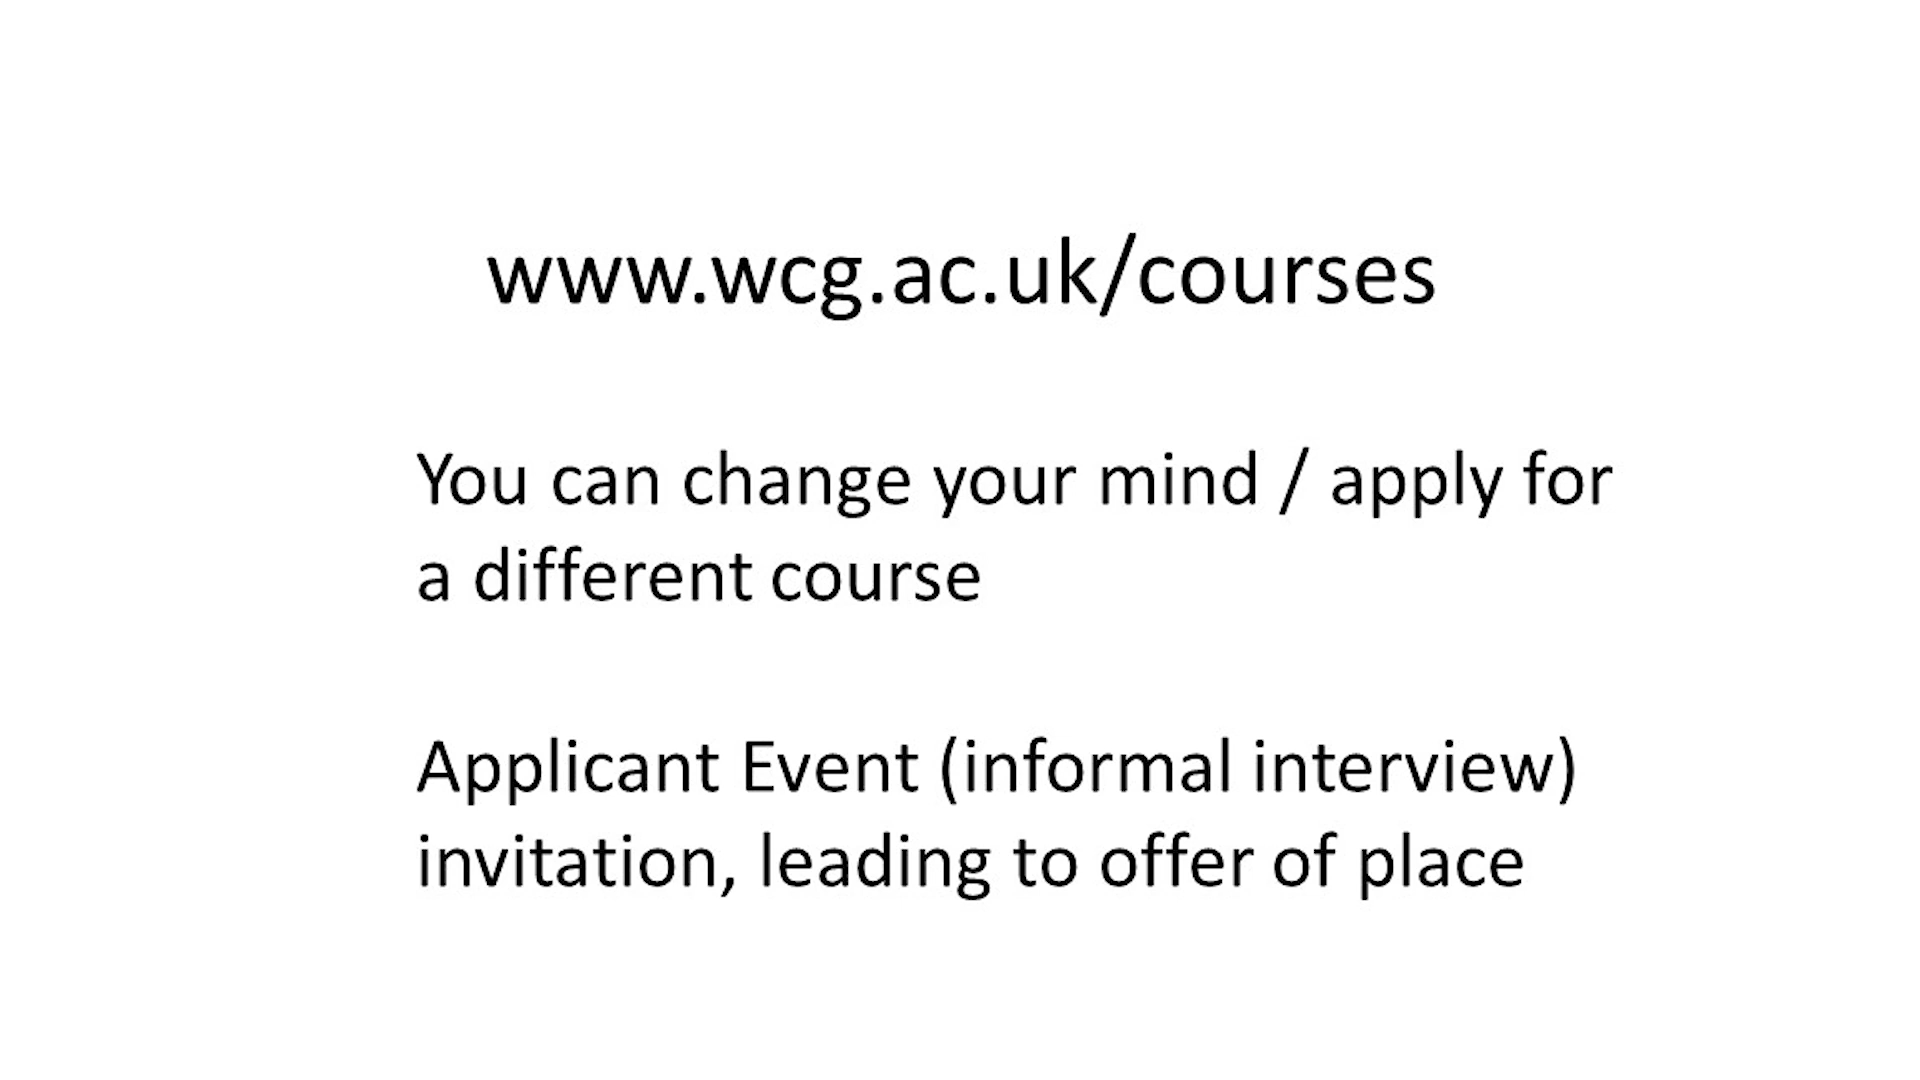 www.wcg.ac.uk/courses
You can change your mind / apply for
a different course
Applicant Event (informal interview)
invitation, leading to offer of place